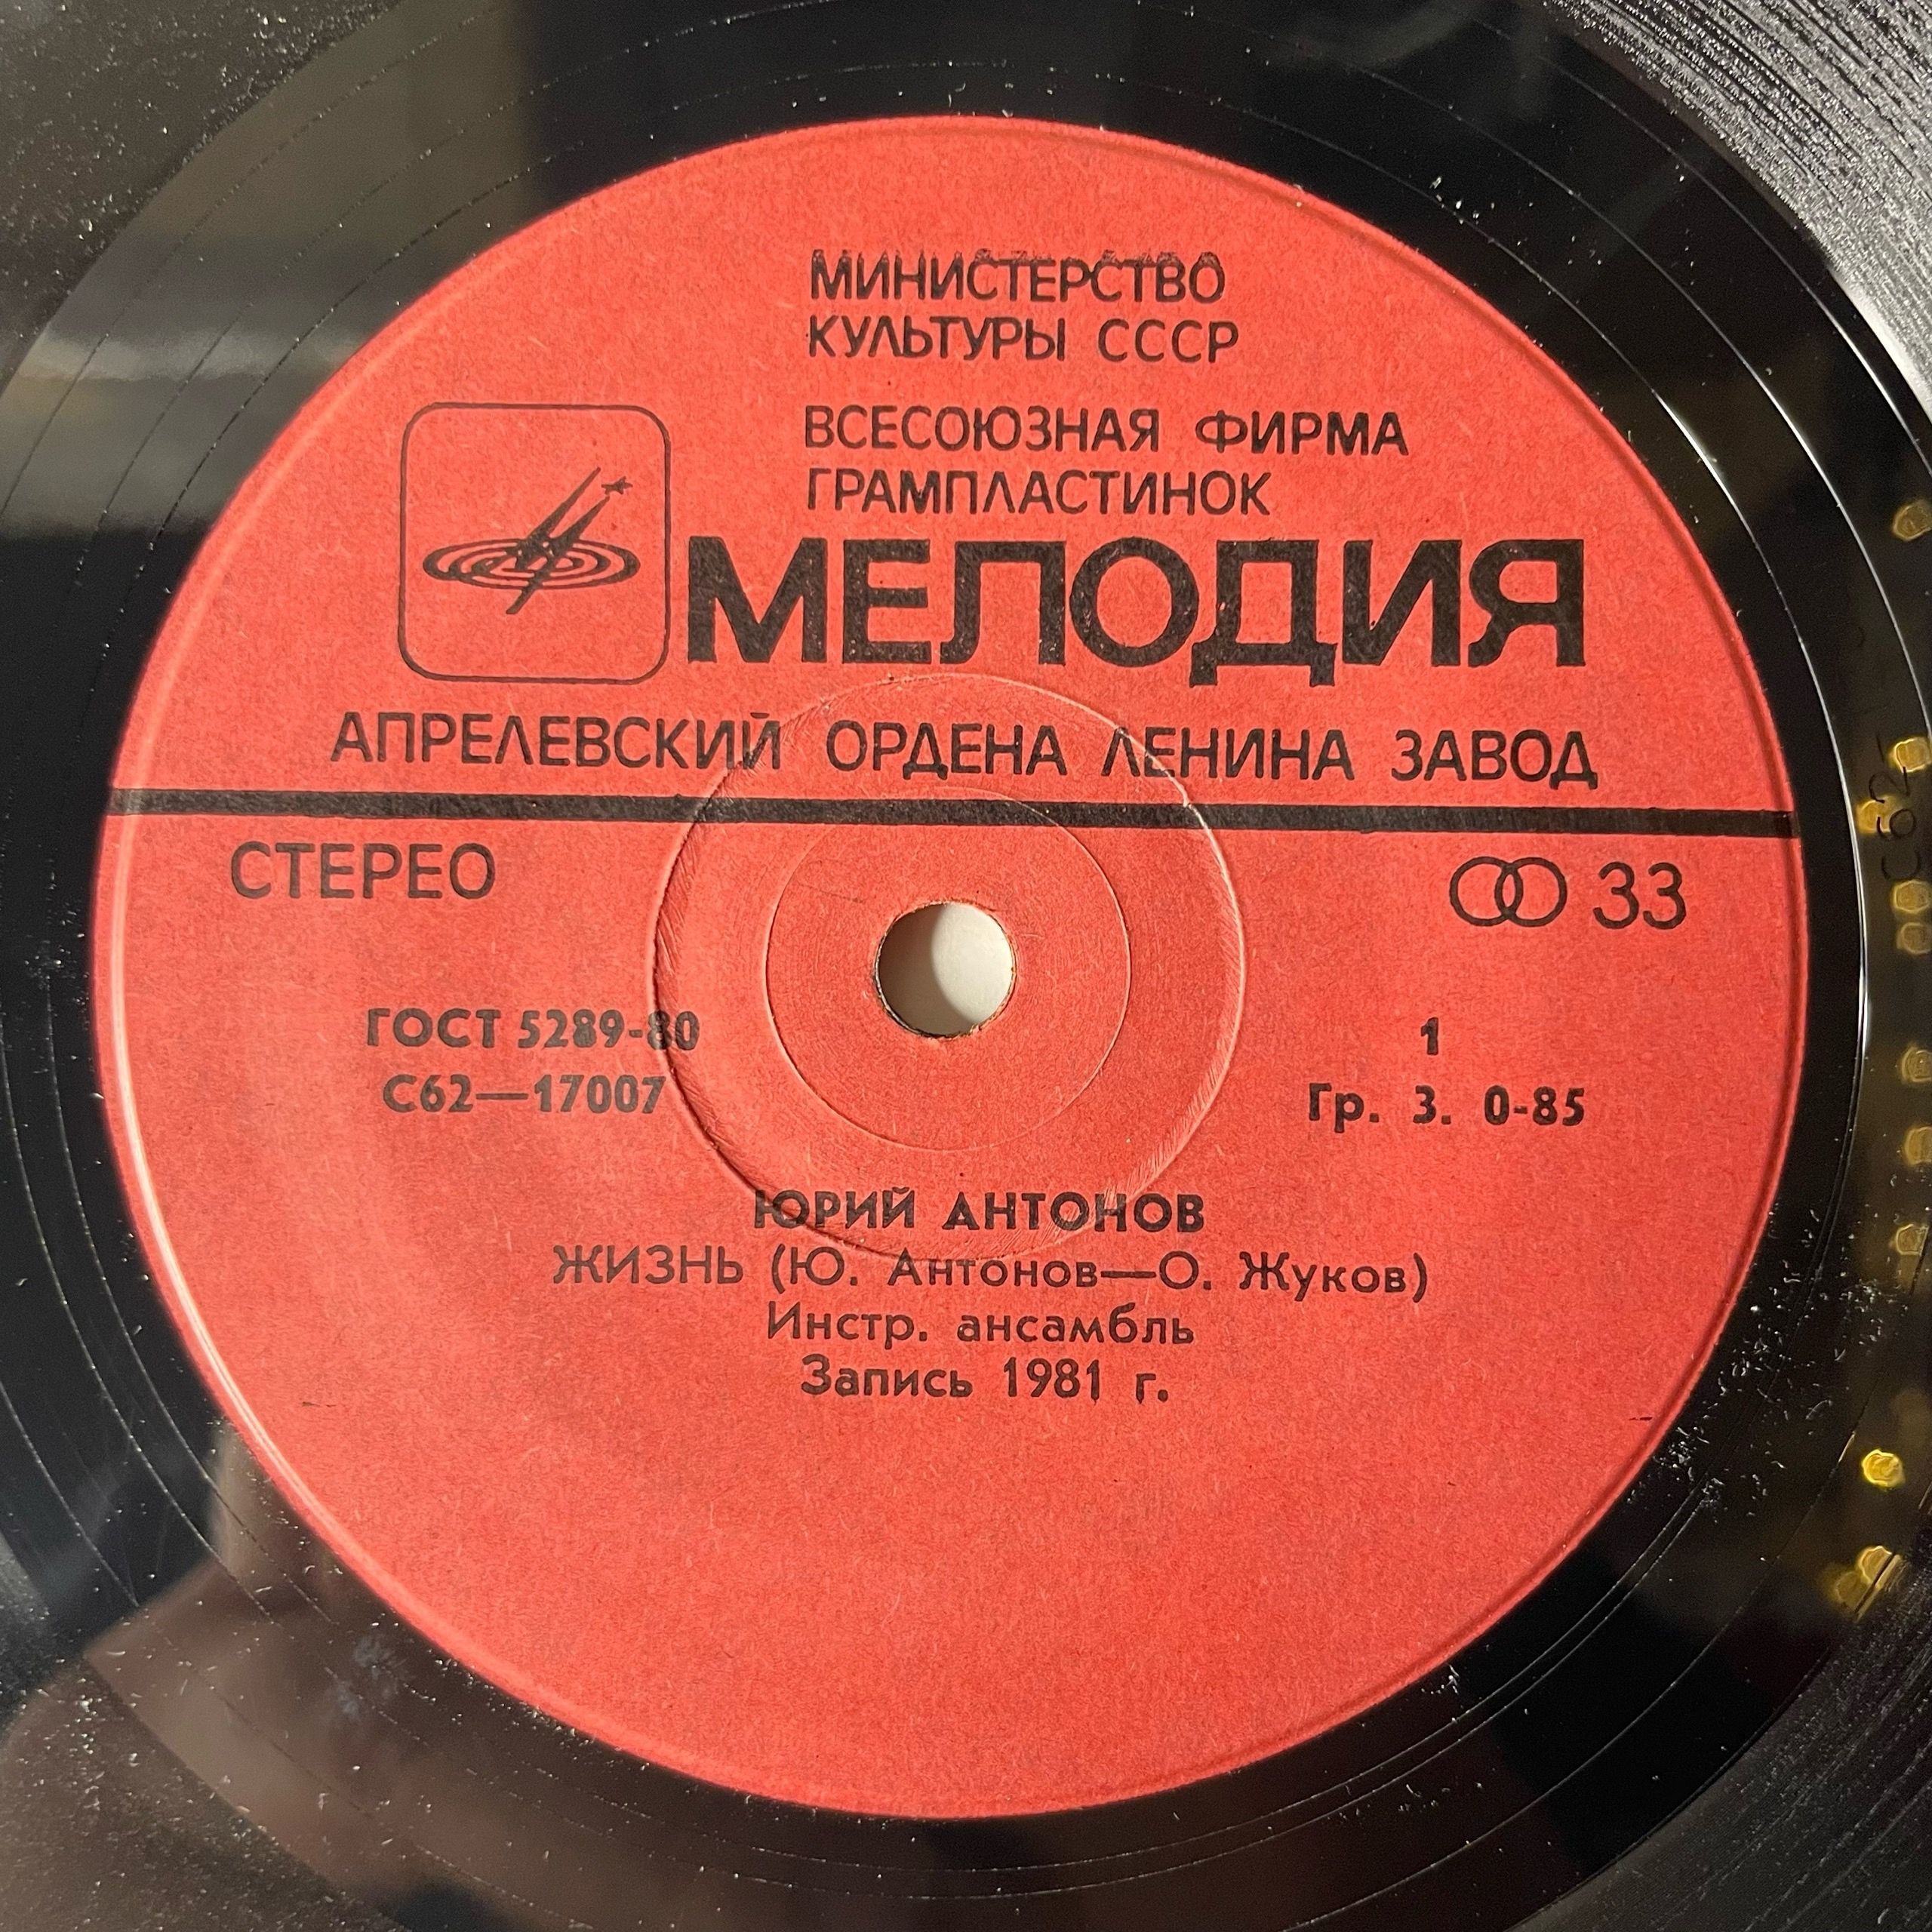 МИНИСТЕРСТВО
КУЛЬТУРЫ СССР
ВСЕСОЮЗНАЯ ФИРМА
ГРАМПЛАСТИНОК
МЕЛОДИЯ
АПРЕЛЕВСКИЙ ОРДЕНА ЛЕНИНА ЗАВОД
СТЕРЕО
33
ГОСТ 5289-80
С62—17007
1
Гр. 3. 0-85
ЮРИЙ АНТОНОВ
ЖИЗНЬ (Ю. Антонов—О. Жуков)
Инстр. ансамбль
Запись 1981 г.